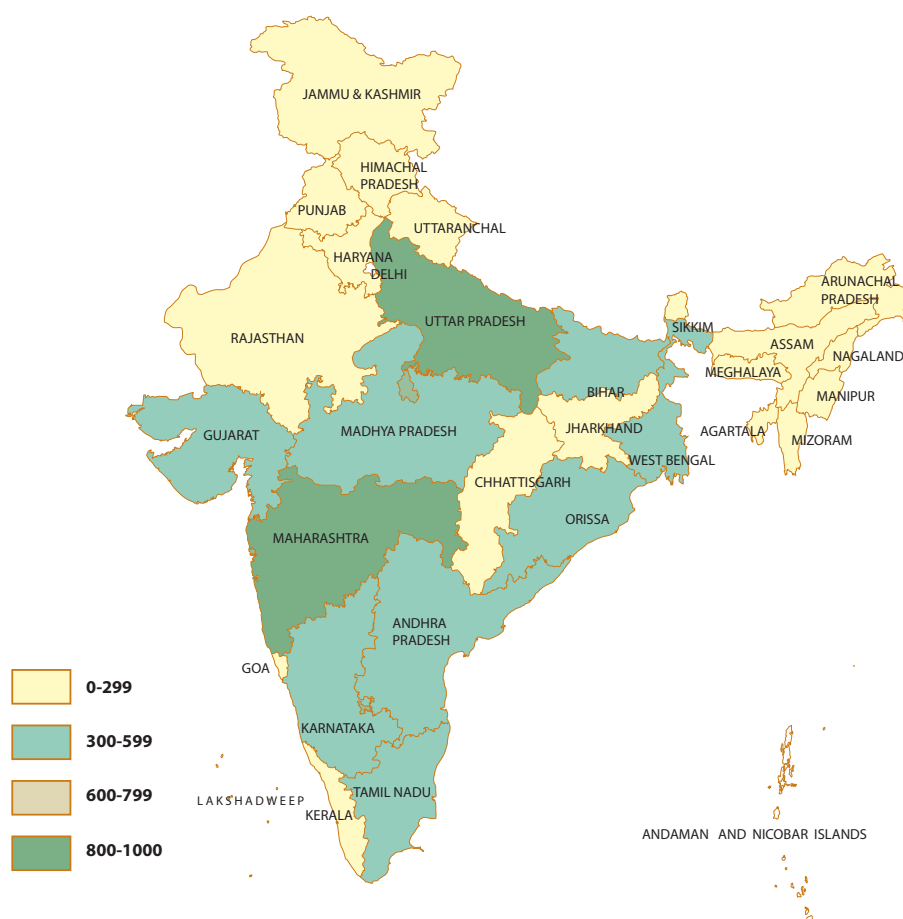 JAMMU & KASHMIR
HIMACHAL
PRADESH
PUNJAB
UTTARANCHAL
HARYANA
DELHI
ARUNACHAL
PRADESH
UTTAR PRADESH
SIKKIM
RAJASTHAN
ASSAM
NAGALAND
MEGHALAYA
BIHAR
MANIPUR
GUJARAT
MADHYA PRADESH
JHARKHAND
AGARTALA
MIZORAM
WEST BENGAL
CHHATTISGARH
ORISSA
MAHARASHTRA
ANDHRA
PRADESH
GOA
0-299
KARNATAKA
300-599
TAMIL NADU
600-799
LAKSHADWEEP
KERALA
ANDAMAN AND NICOBAR ISLANDS
800-1000